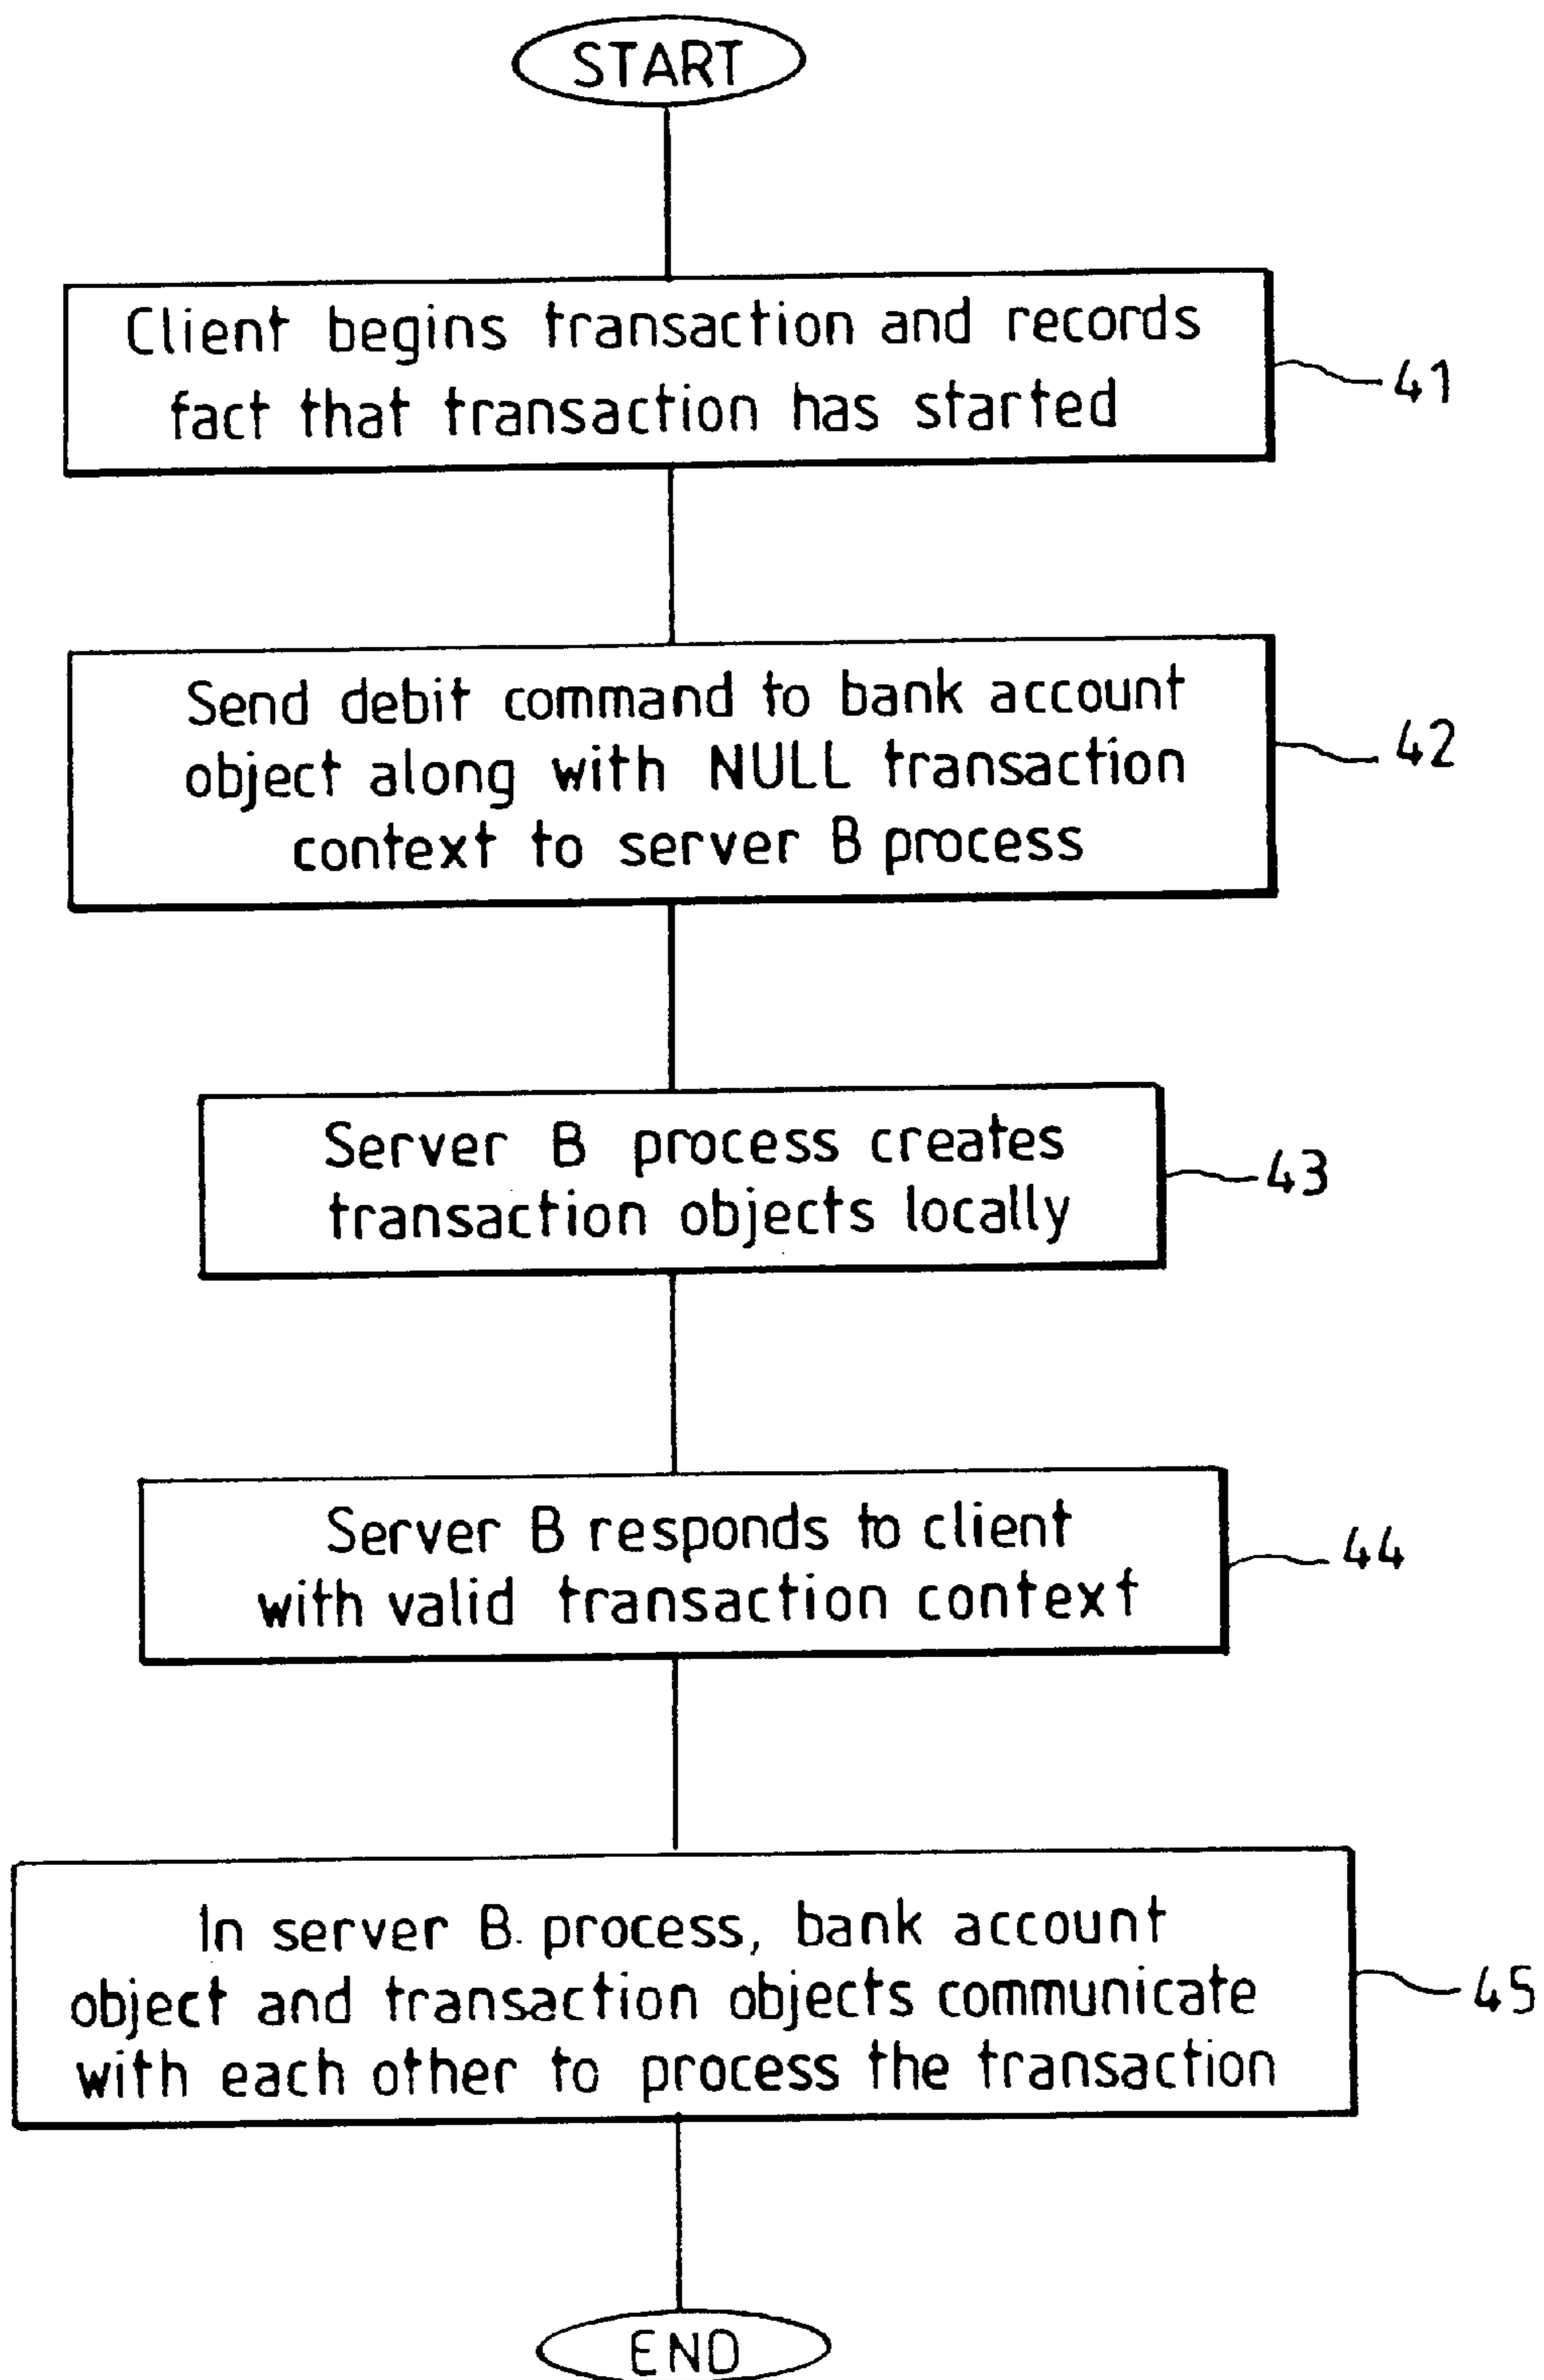 START
Client begins transaction and records
fact that transaction has started
41
Send debit command to bank account
object along with NULL transaction
context to server B process
42
Server B process creates
transaction objects locally
43
Server B responds to client
with valid transaction context
44
In server B process, bank account
object and transaction objects communicate
with each other to process the transaction
45
END